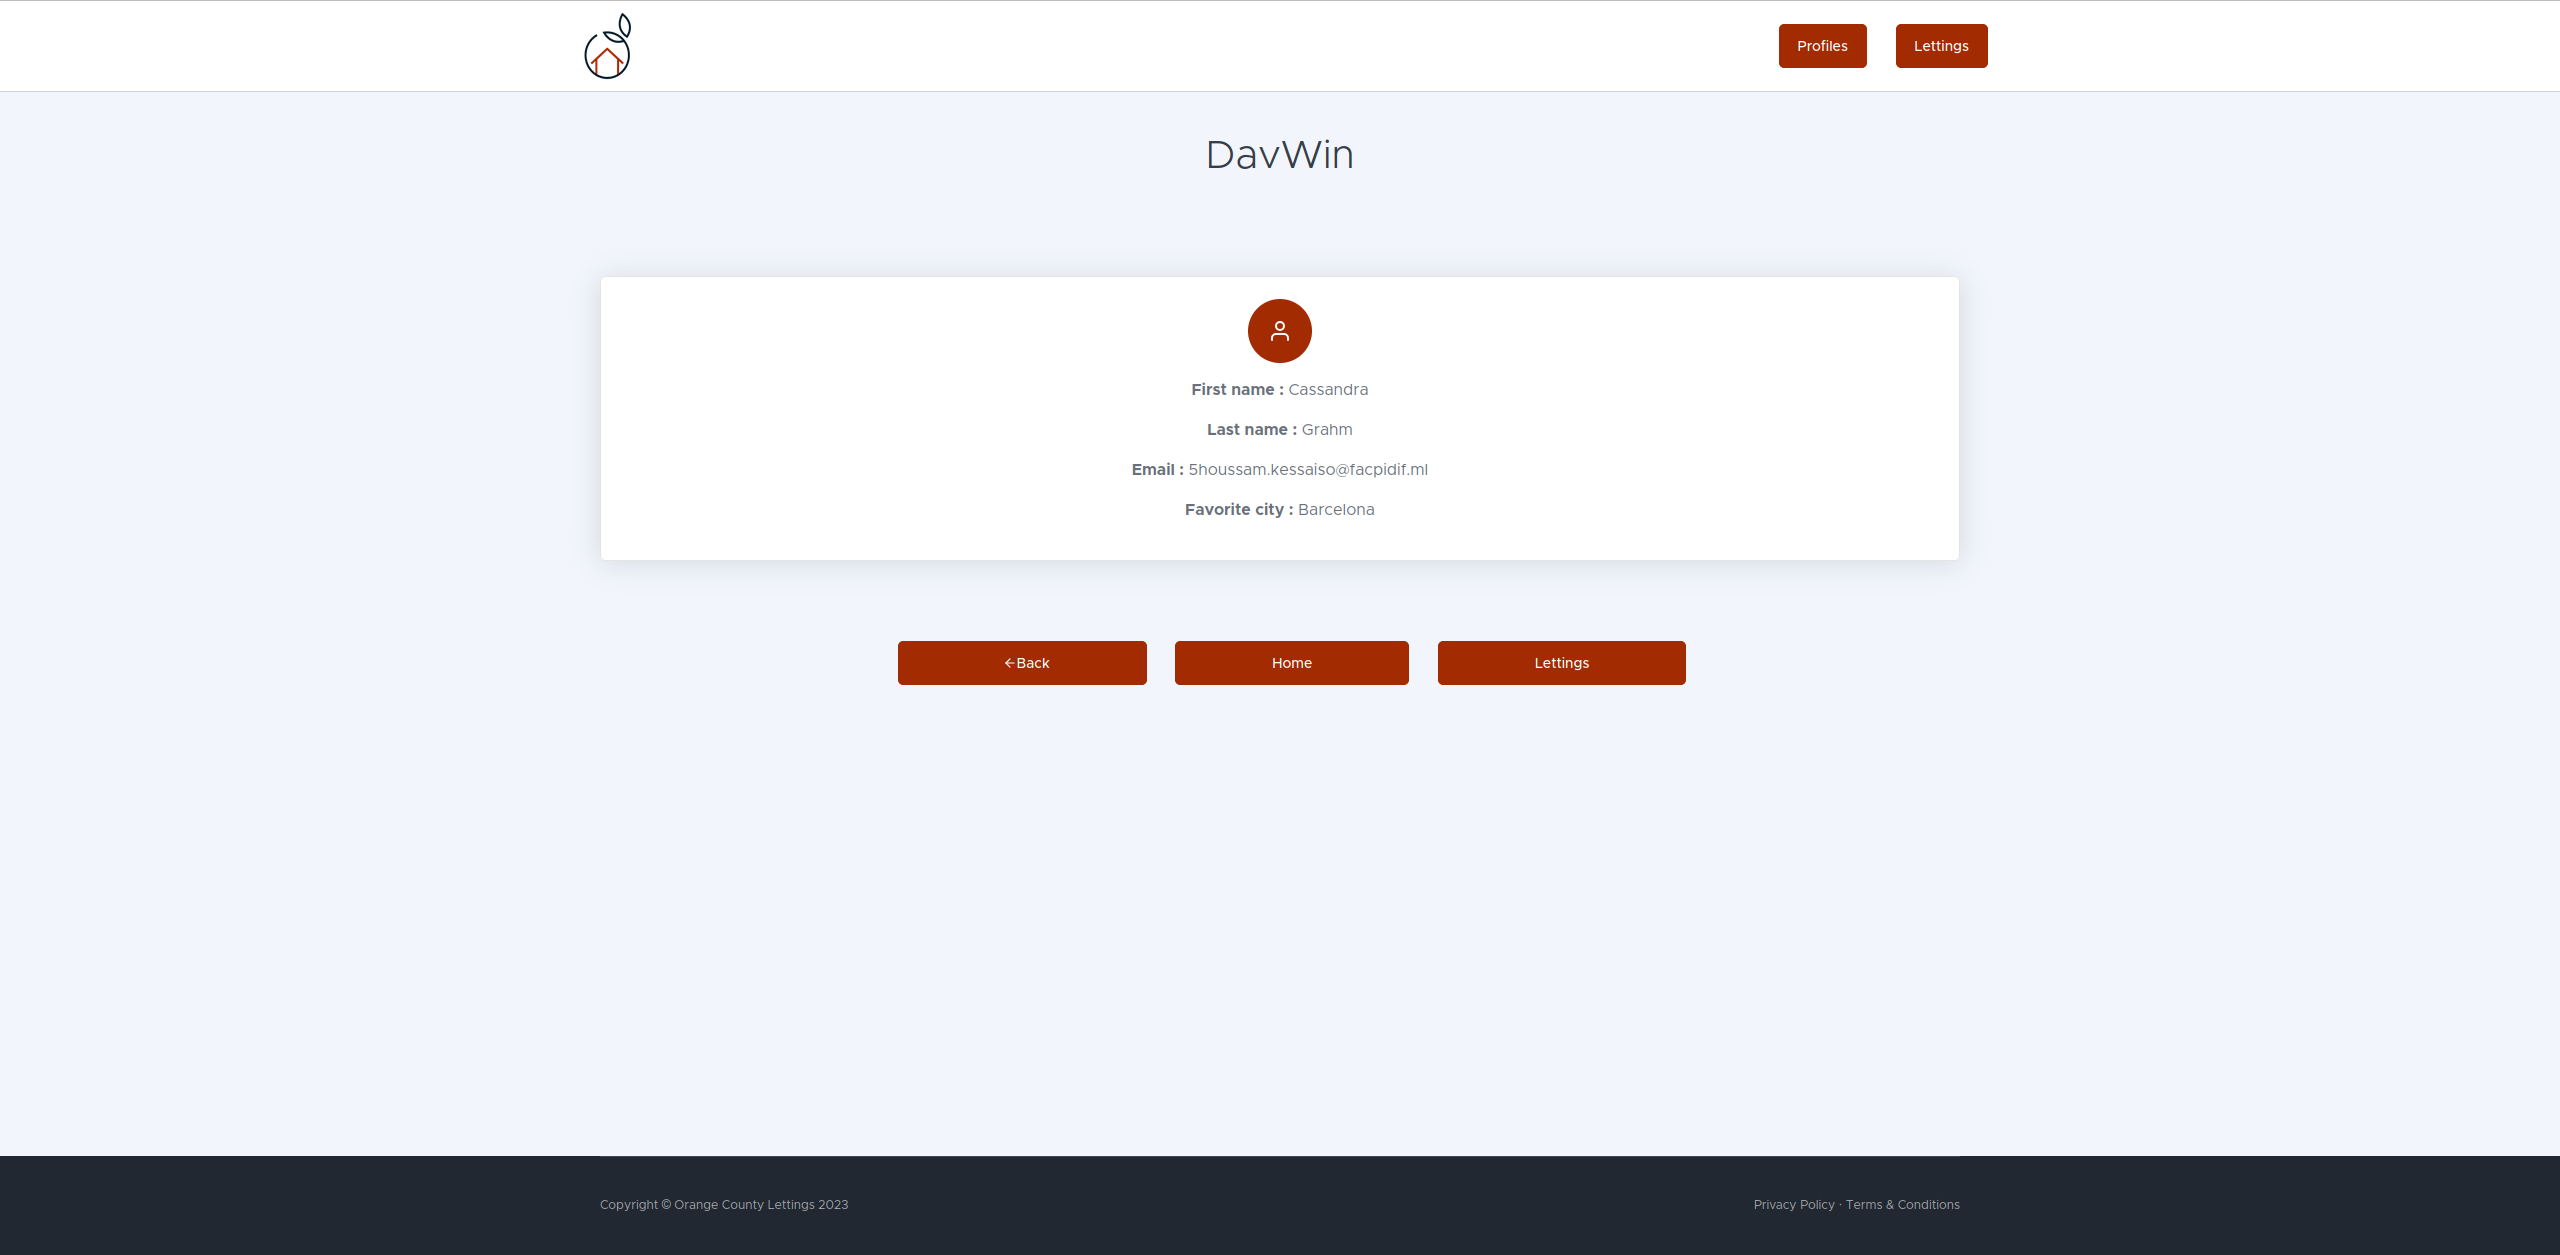 Profiles Lettings
DavWin
First name : Cassandra
Last name : Grahm
Email : 5houssam.kessaiso@facpidif.ml
Favorite city : Barcelona
←Back Home Lettings
Copyright © Orange County Lettings 2023 Privacy Policy · Terms & Conditions